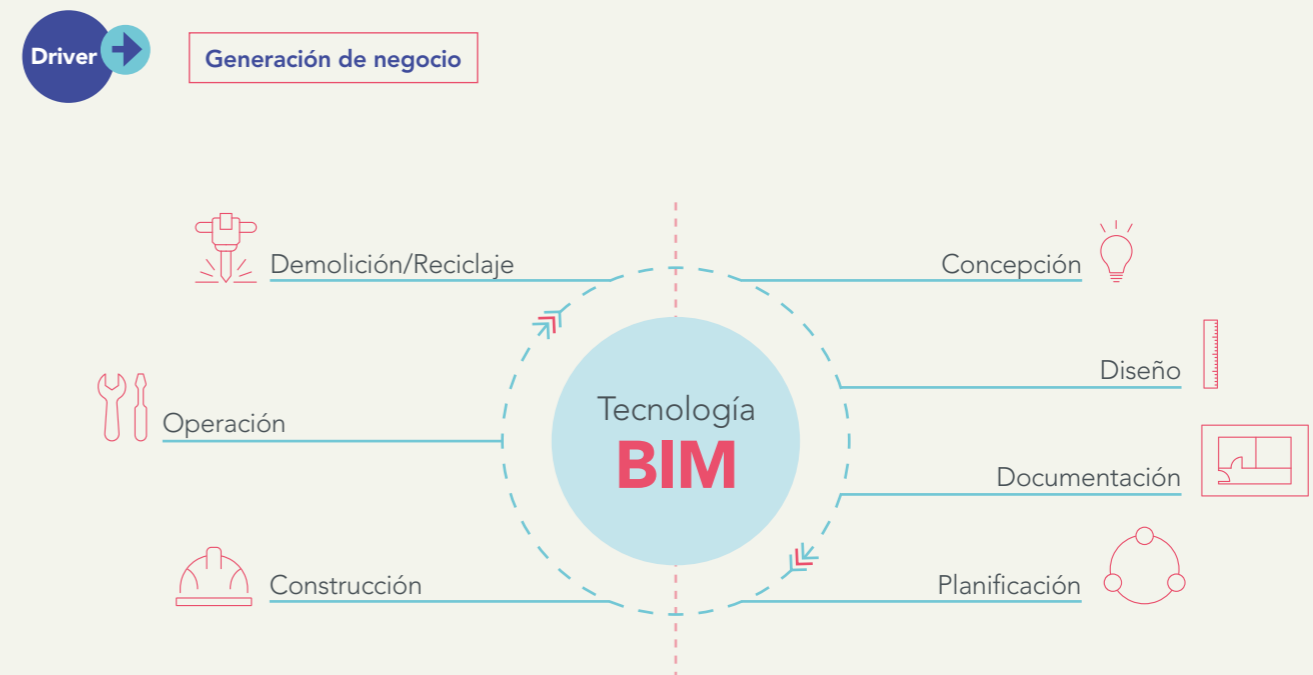 Driver
Generación de negocio
Demolición/Reciclaje
Concepción
Diseño
Operación
Tecnología
BIM
Documentación
Construcción
Planificación